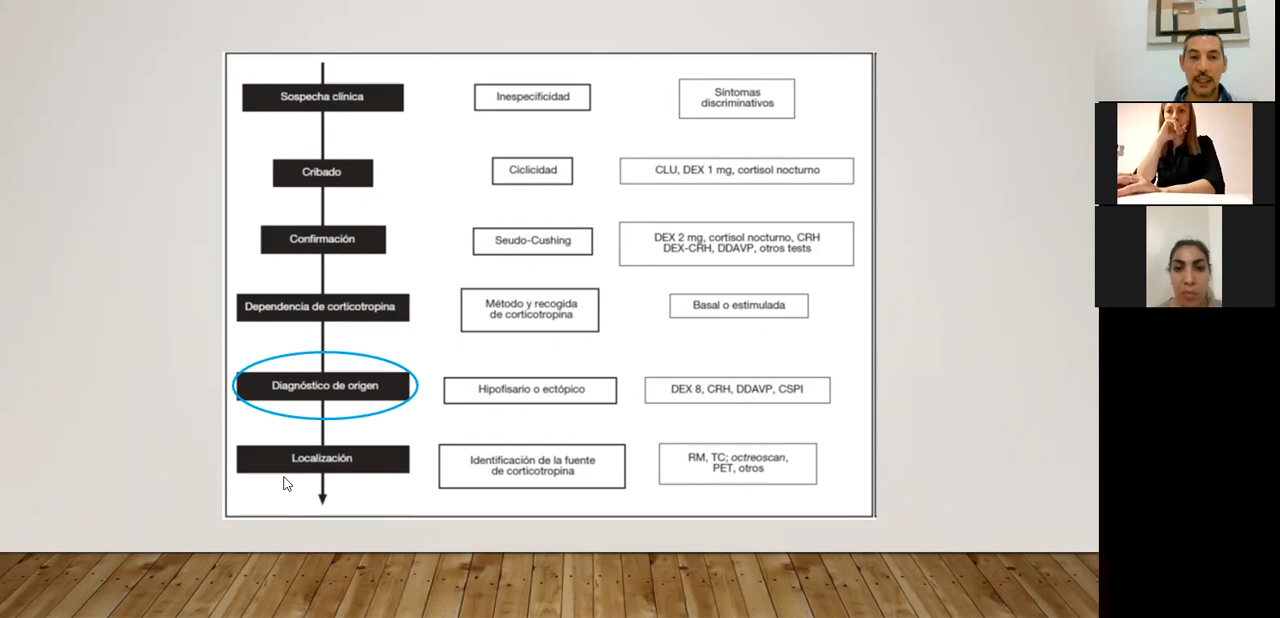 Sospecha clínica
Inespecificidad
Síntomas
discriminativos
Cribado
Ciclicidad
CLU, DEX 1 mg, cortisol nocturno
Confirmación
Seudo-Cushing
DEX 2 mg, cortisol nocturno, CRH
DEX-CRH, DDAVP, otros tests
Dependencia de corticotropina
Método y recogida
de corticotropina
Basal o estimulada
Diagnóstico de origen
Hipofisario o ectópico
DEX 8, CRH, DDAVP, CSPI
Localización
Identificación de la fuente
de corticotropina
RM, TC; octreoscan,
PET, otros